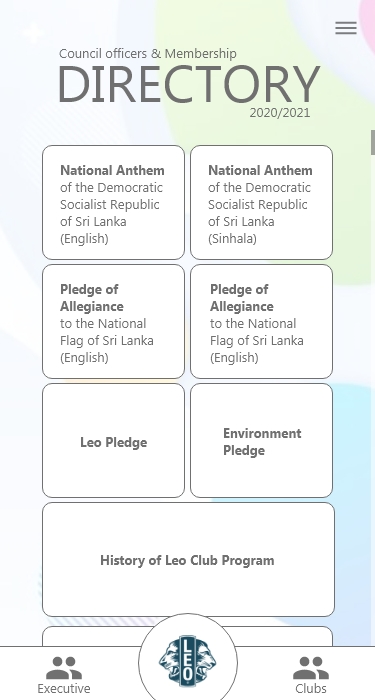 Council officers & Membership
DIRECTORY
2020/2021
National Anthem
of the Democratic
Socialist Republic
of Sri Lanka
(English)
National Anthem
of the Democratic
Socialist Republic
of Sri Lanka
(Sinhala)
Pledge of
Allegiance
to the National
Flag of Sri Lanka
(English)
Pledge of
Allegiance
to the National
Flag of Sri Lanka
(English)
Leo Pledge
Environment
Pledge
History of Leo Club Program
Executive
LEO
Clubs